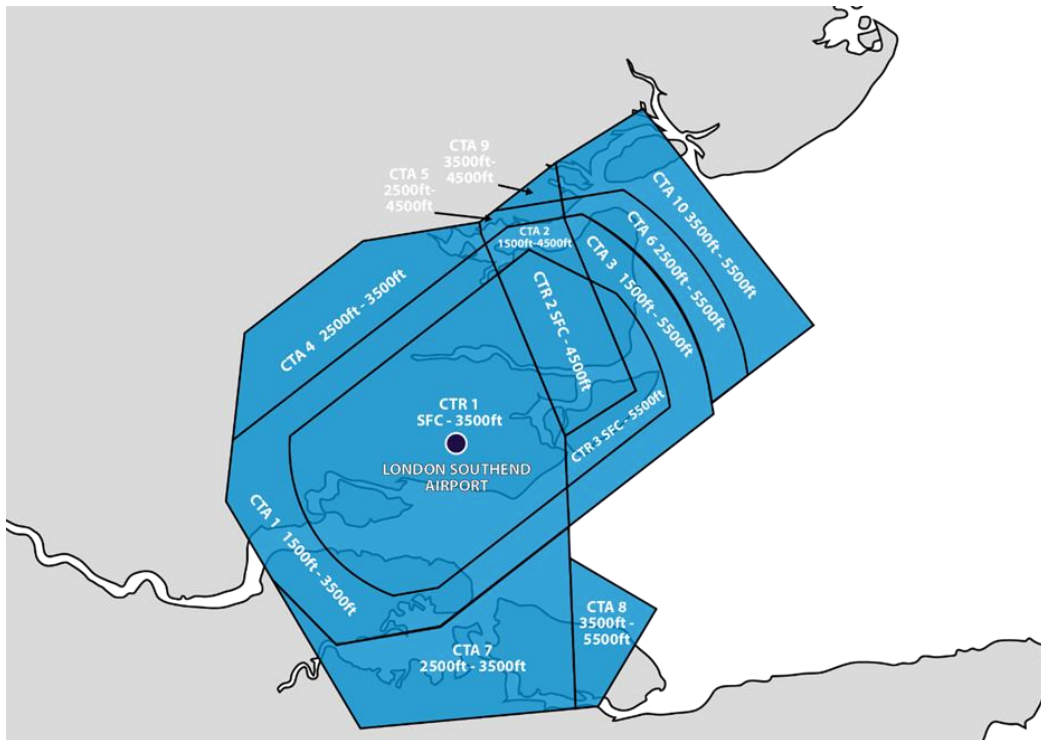 CTA 9
3500ft-
4500ft
CTA 5
2500ft-
4500ft
CTA 10 3500ft - 5500ft
CTA 6 2500ft - 5500ft
CTA 2
1500ft-4500ft
CTA 3 1500ft - 5500ft
CTR 2 SFC - 4500ft
CTA 4 2500ft - 3500ft
CTR 1
SFC - 3500ft
LONDON SOUTHEND
AIRPORT
CTR 3 SFC - 5500ft
CTA 1 1500ft - 3500ft
CTA 8
3500ft -
5500ft
CTA 7
2500ft - 3500ft